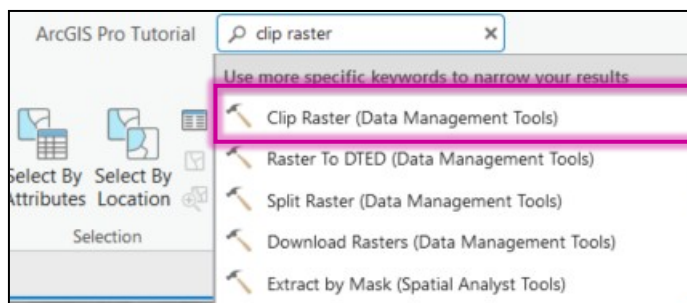 ArcGIS Pro Tutorial
clip raster
Use more specific keywords to narrow your results
Clip Raster (Data Management Tools)
Raster To DTED (Data Management Tools)
Split Raster (Data Management Tools)
Download Rasters (Data Management Tools)
Extract by Mask (Spatial Analyst Tools)
Select By
Attributes
Select By
Location
Selection